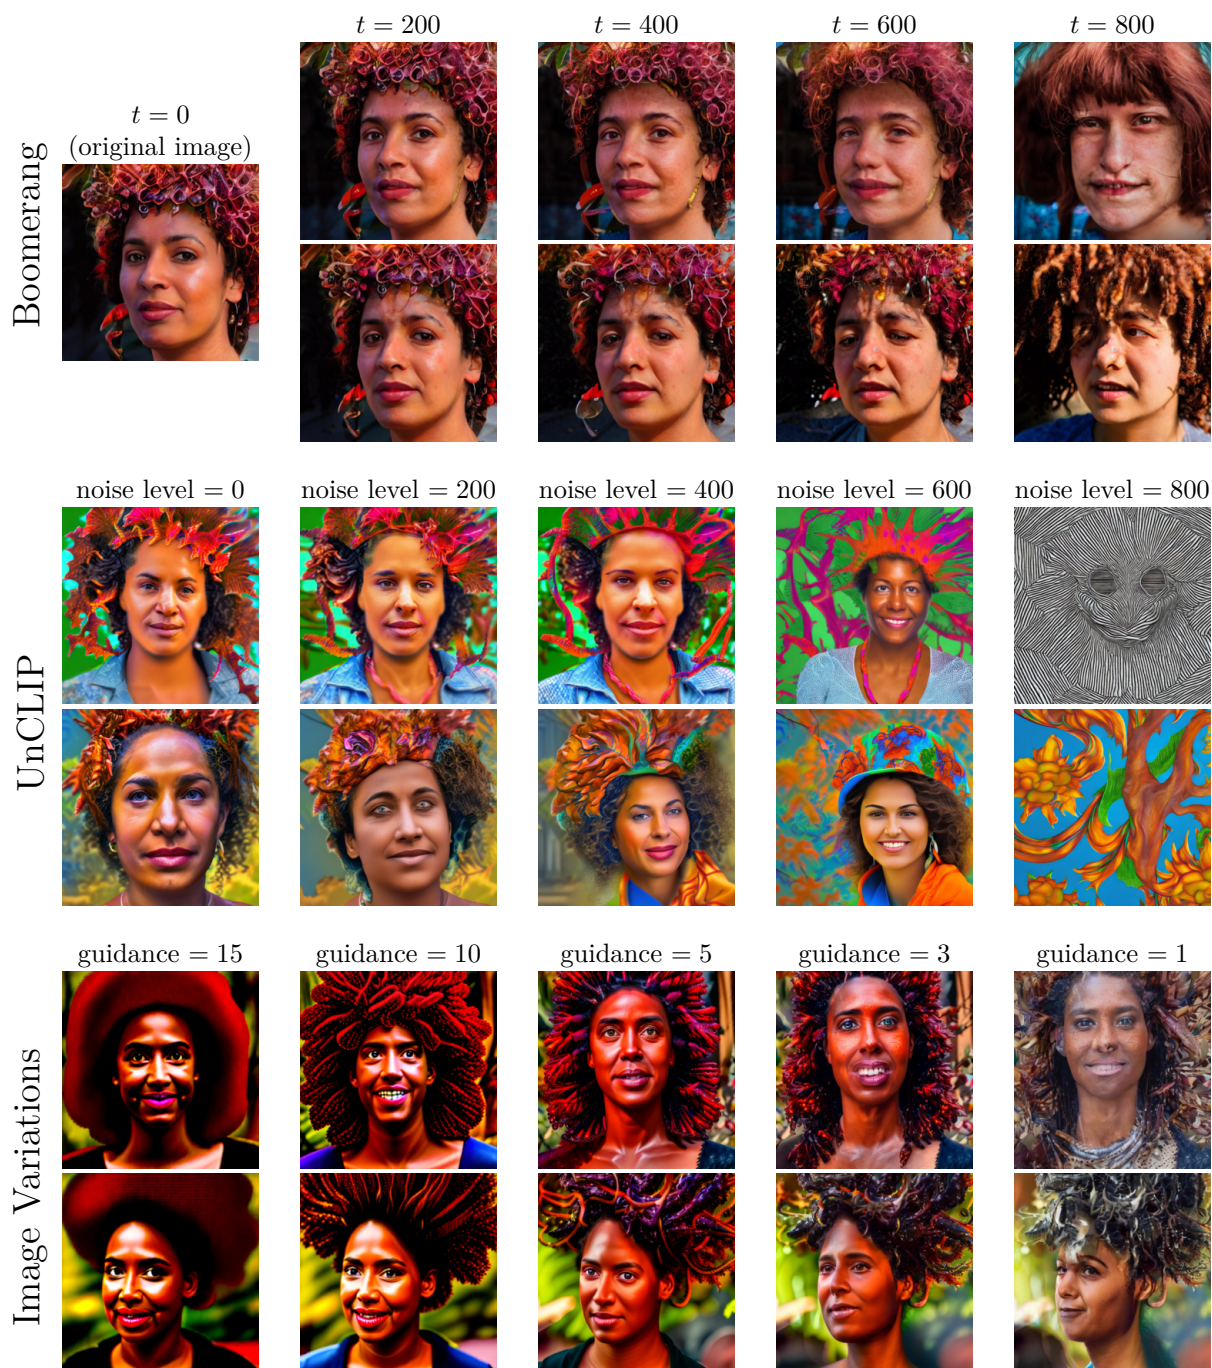 t = 200
t = 400
t = 600
t = 800
t = 0
(original image)
Boomerang
noise level = 0
noise level = 200
noise level = 400
noise level = 600
noise level = 800
UnCLIP
guidance = 15
guidance = 10
guidance = 5
guidance = 3
guidance = 1
Image Variations